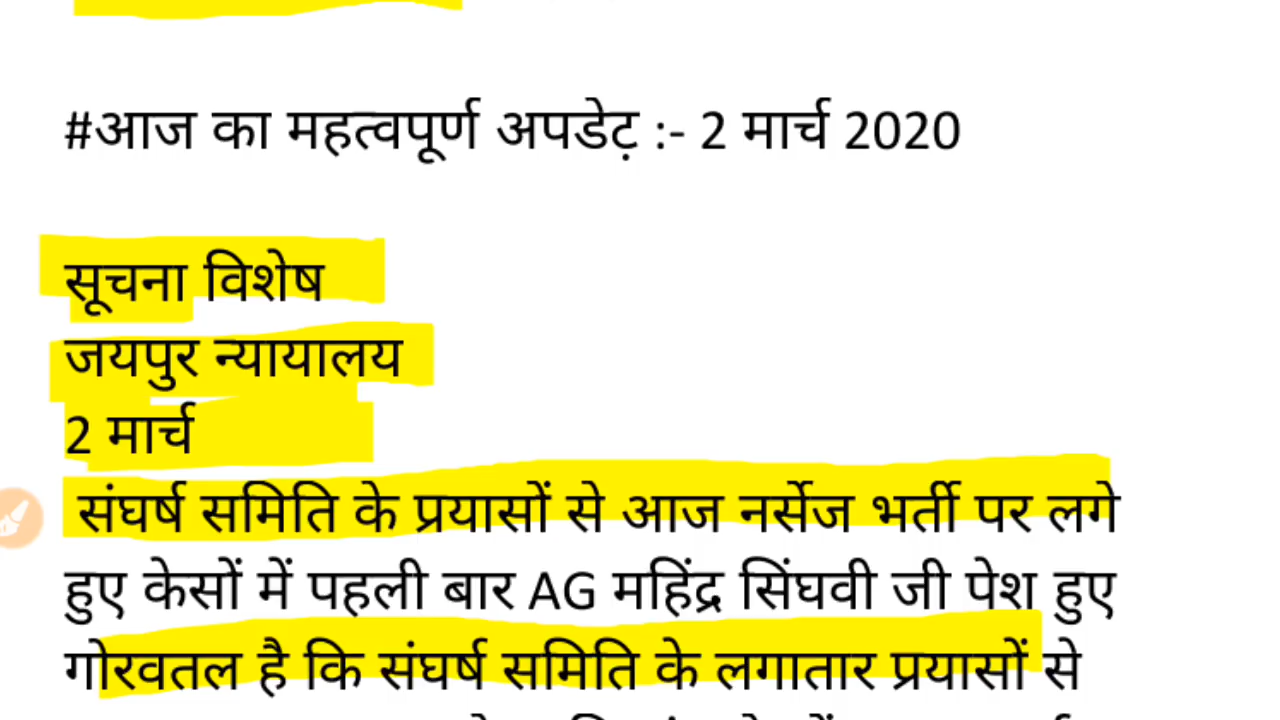 #आज का महत्वपूर्ण अपडेट़ :- 2 मार्च 2020
सूचना विशेष
जयपुर न्यायालय
2 मार्च
संघर्ष समिति के प्रयासों से आज नर्सेज भर्ती पर लगे
हुए केसों में पहली बार AG महिंद्र सिंघवी जी पेश हुए
गोरवतल है कि संघर्ष समिति के लगातार प्रयासों से